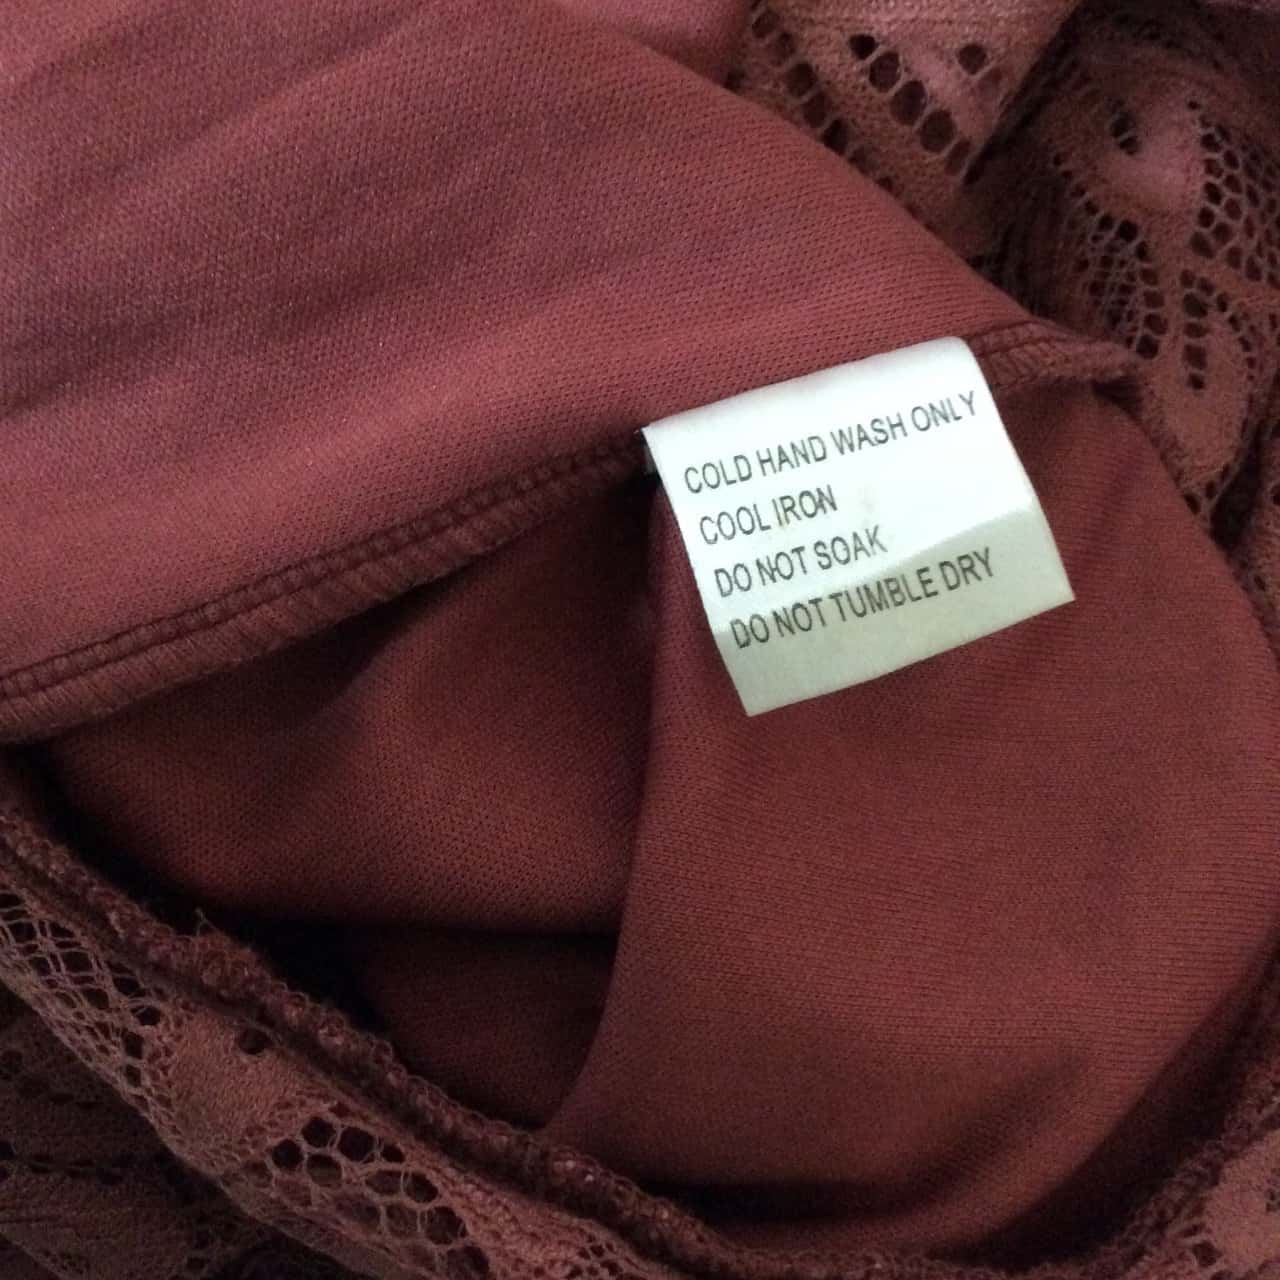 COLD HAND WASH ONLY
COOL IRON
DO NOT SOAK
DO NOT TUMBLE DRY